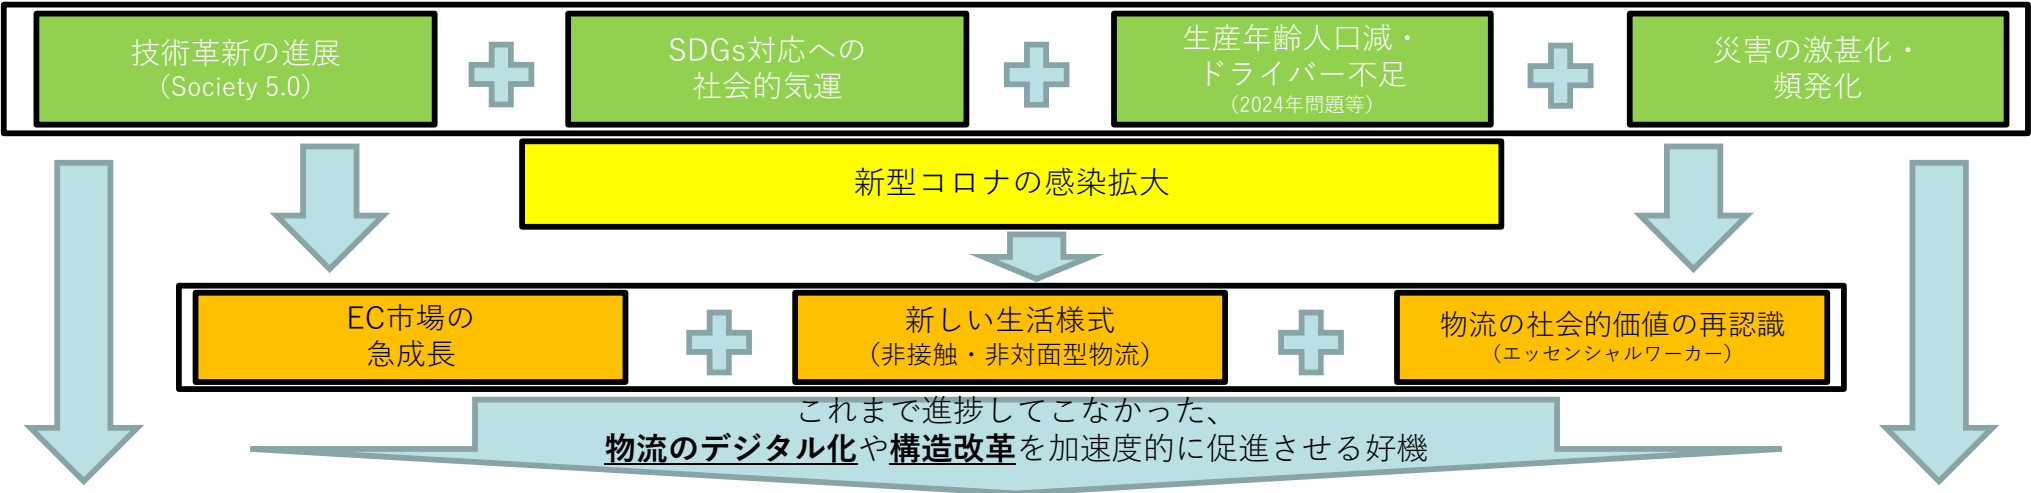 技術革新の進展
（Society 5.0）
SDGs対応への
社会的気運
生産年齢人口減・
ドライバー不足
（2024年問題等）
災害の激甚化・
頻発化
新型コロナの感染拡大
EC市場の
急成長
新しい生活様式
（非接触・非対面型物流）
物流の社会的価値の再認識
（エッセンシャルワーカー）
これまで進捗してこなかった、
物流のデジタル化や構造改革を加速度的に促進させる好機